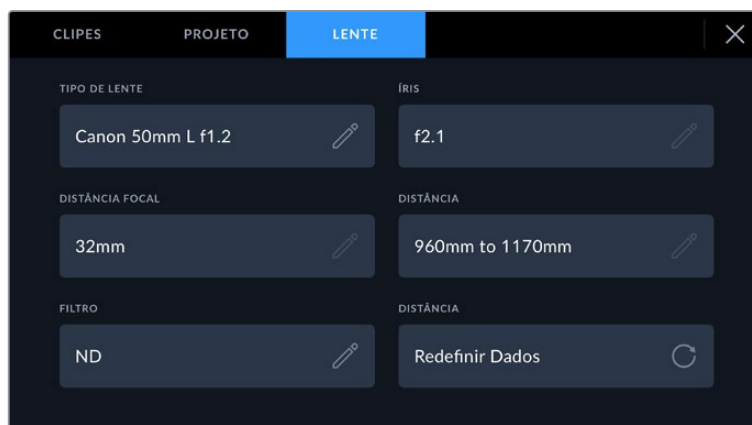 CLIPES PROJETO LENTE
TIPO DE LENTE ÍRIS
Canon 50mm L f1.2 f2.1
DISTÂNCIA FOCAL DISTÂNCIA
32mm 960mm to 1170mm
FILTRO DISTÂNCIA
ND Redefinir Dados